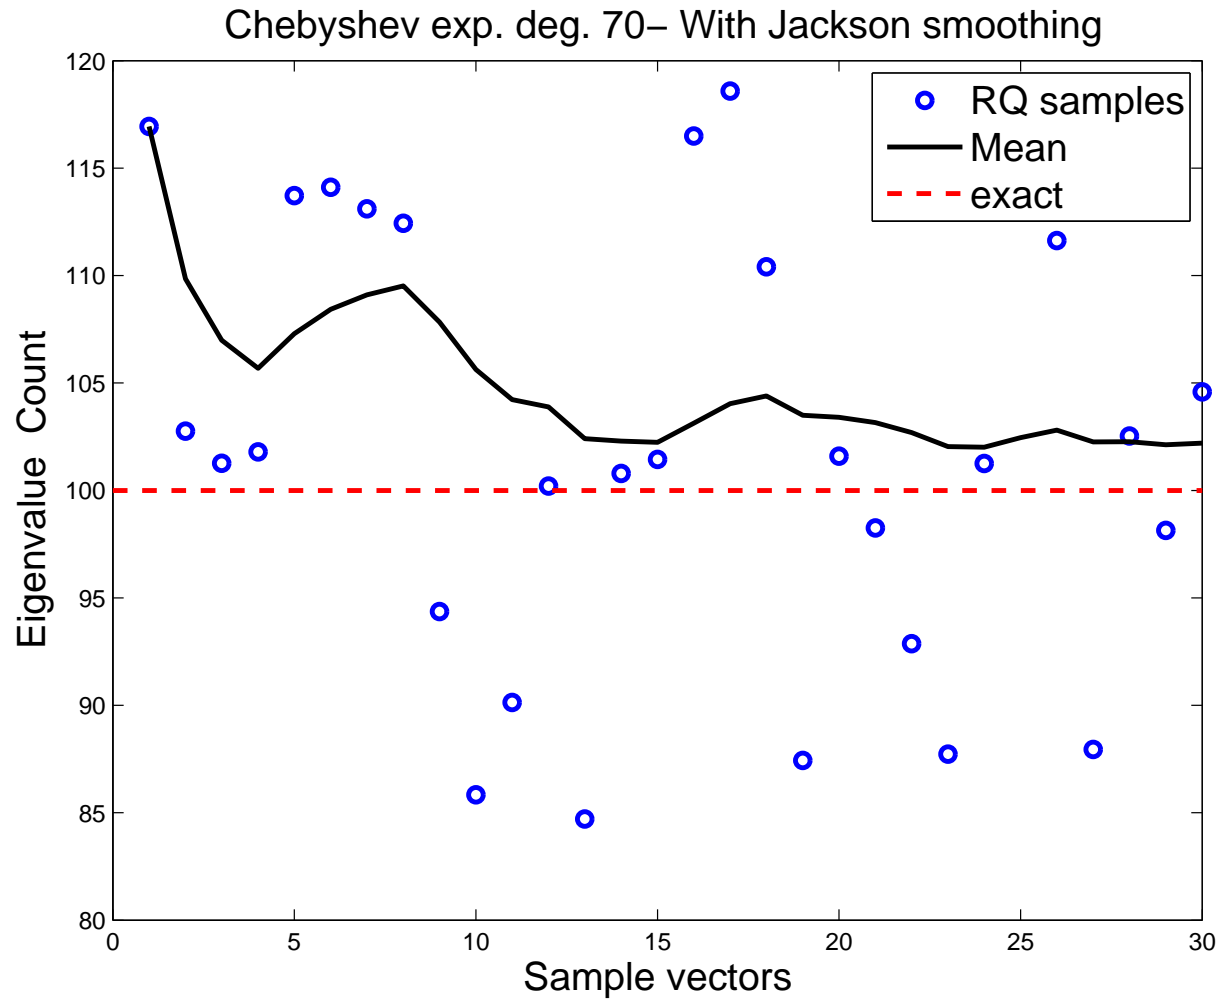 Chebyshev exp. deg. 70− With Jackson smoothing
120
115
110
105
100
95
90
85
80
0
5
10
15
20
25
30
Eigenvalue Count
Sample vectors
RQ samples
Mean
exact